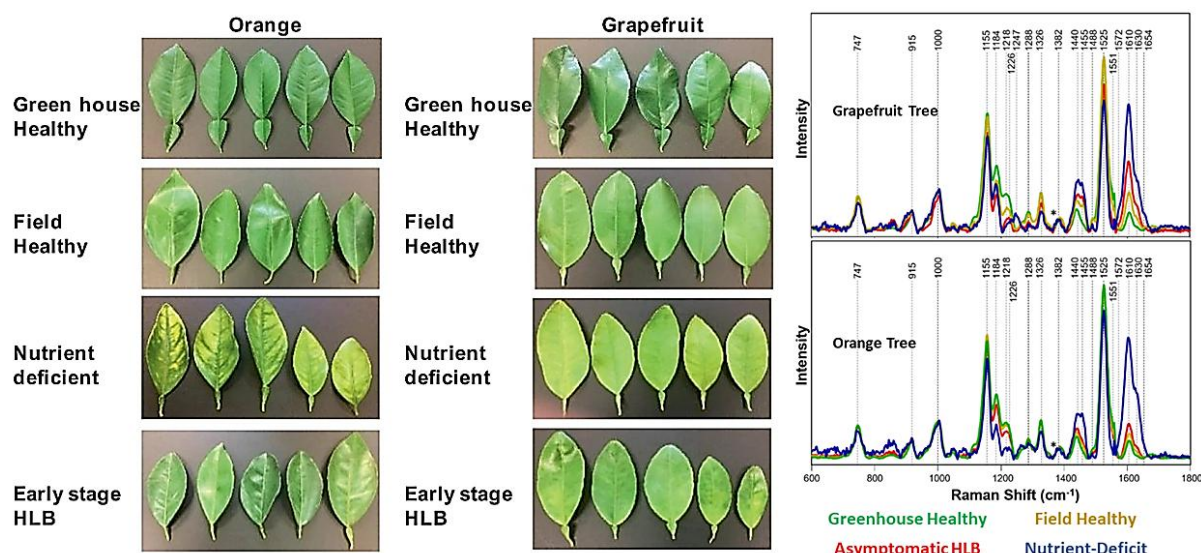 Orange
Green house
Healthy
Field
Healthy
Nutrient
deficient
Early stage
HLB
Grapefruit
Green house
Healthy
Field
Healthy
Nutrient
deficient
Early stage
HLB
747
915
1000
1155
1184
1218
1226
1247
1288
1326
1382
1440
1455
1488
1525
1551
1572
1610
1630
1654
Intensity
Grapefruit Tree
*
747
915
1000
1155
1184
1218
1226
1288
1326
1382
1440
1455
1488
1525
1551
1572
1610
1630
1654
Intensity
Orange Tree
*
600 800 1000 1200 1400 1600 1800
Raman Shift (cm⁻¹)
Greenhouse Healthy Field Healthy
Asymptomatic HLB Nutrient-Deficit